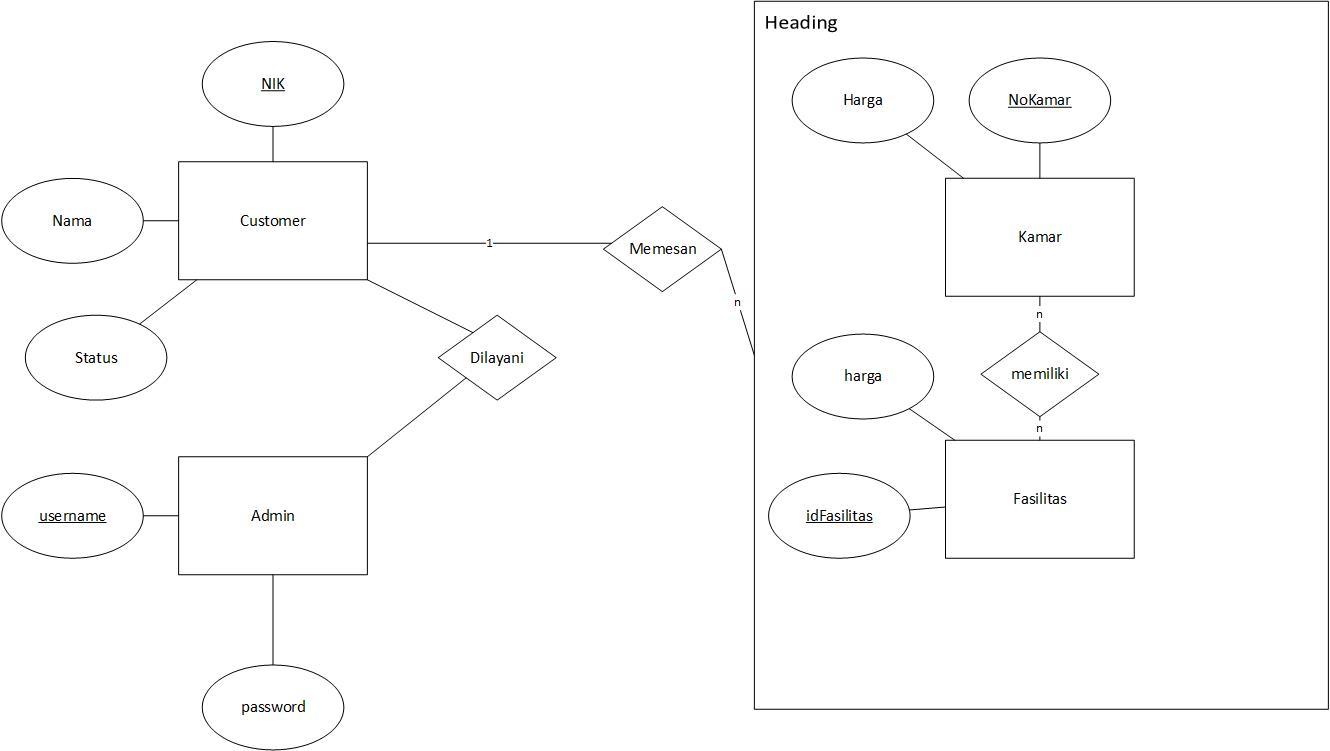 Heading
NIK
Harga
NoKamar
Nama
Customer
Kamar
1
Memesan
n
n
Status
Dilayani
harga
memiliki
n
username
Admin
idFasilitas
Fasilitas
password